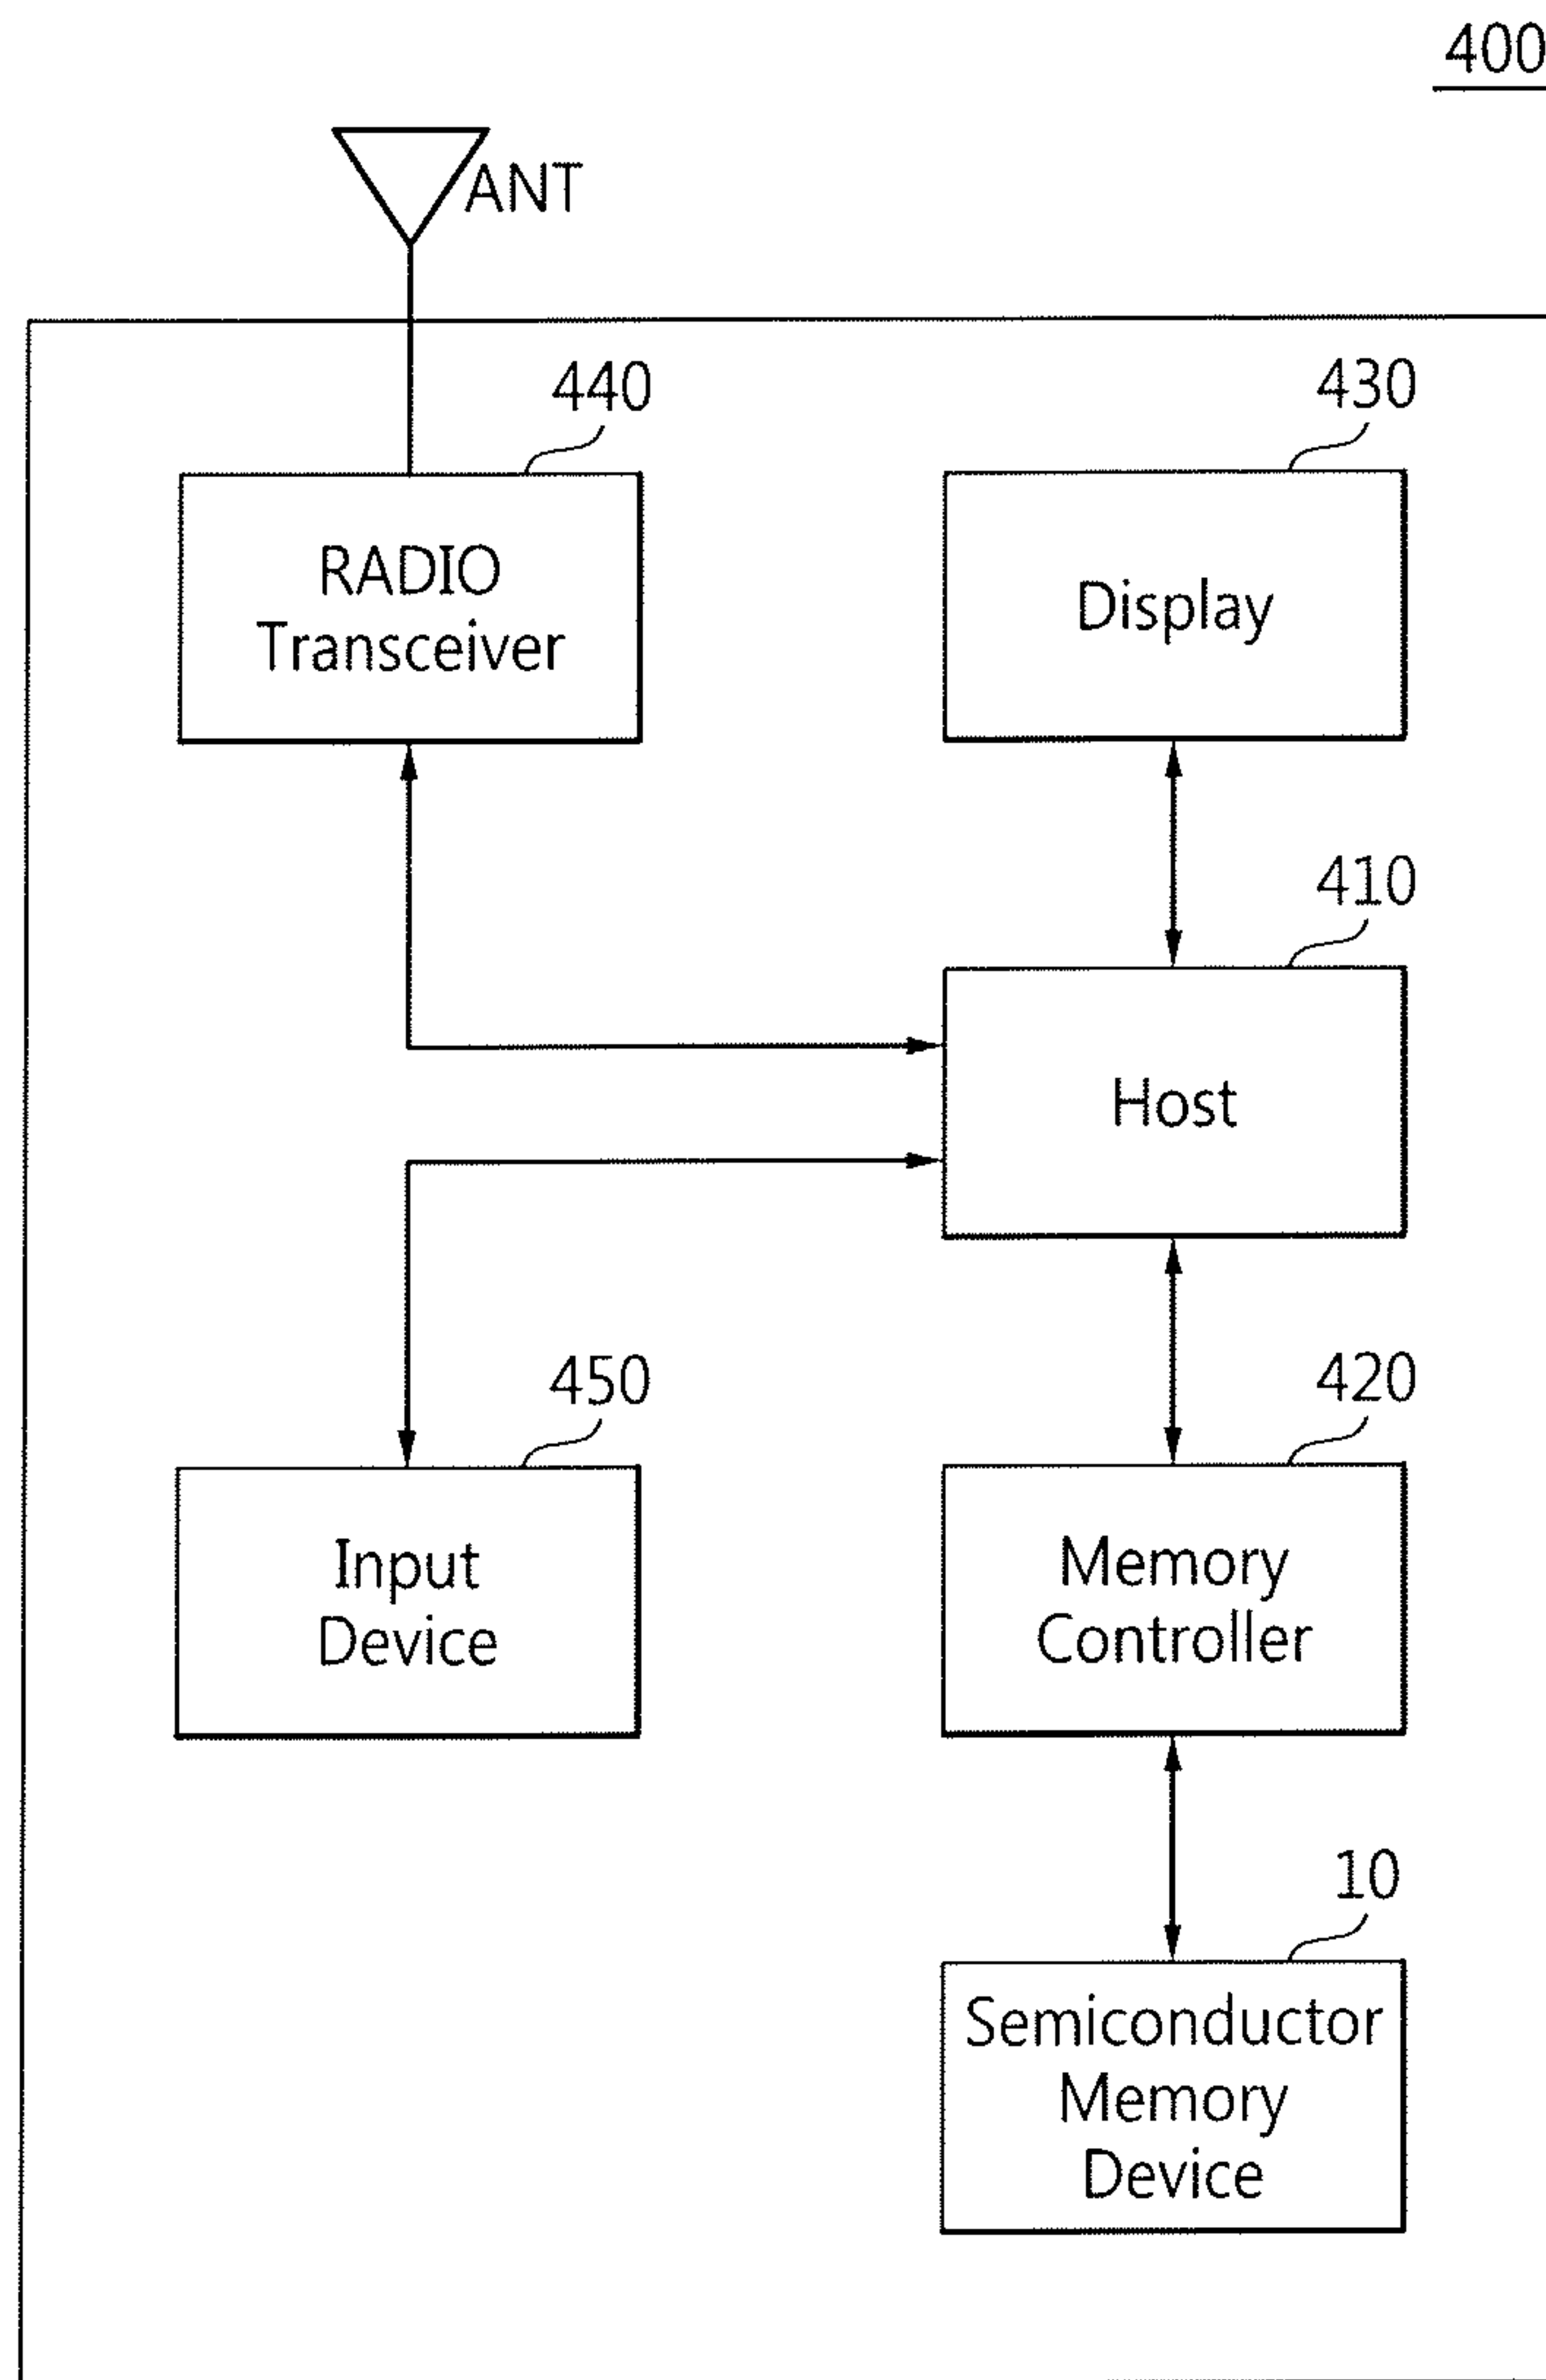 400
ANT
440
430
RADIO
Transceiver
Display
410
Host
450
420
Input
Device
Memory
Controller
10
Semiconductor
Memory
Device